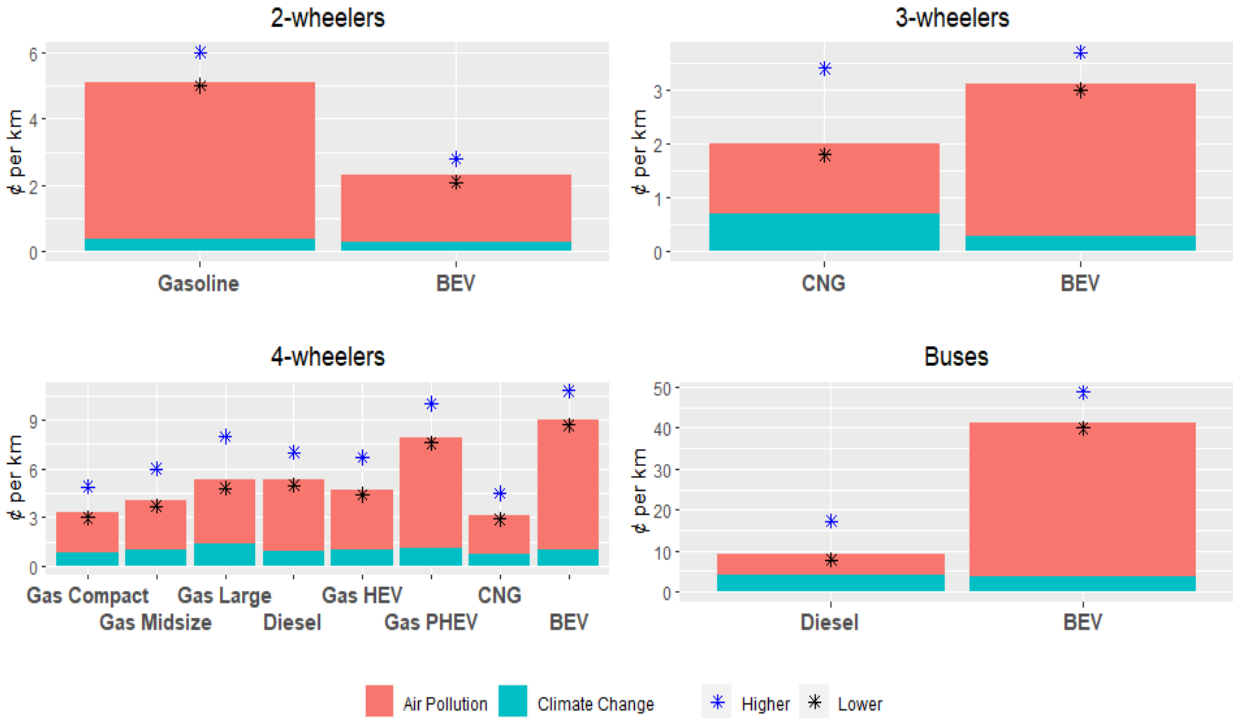 2-wheelers
¢ per km
6
4
2
0
Gasoline BEV
3-wheelers
¢ per km
3
2
1
0
CNG BEV
4-wheelers
¢ per km
9
6
3
0
Gas Compact Gas Large Gas HEV CNG
Gas Midsize Diesel Gas PHEV BEV
Buses
¢ per km
50
40
30
20
10
0
Diesel BEV
Air Pollution Climate Change Higher Lower